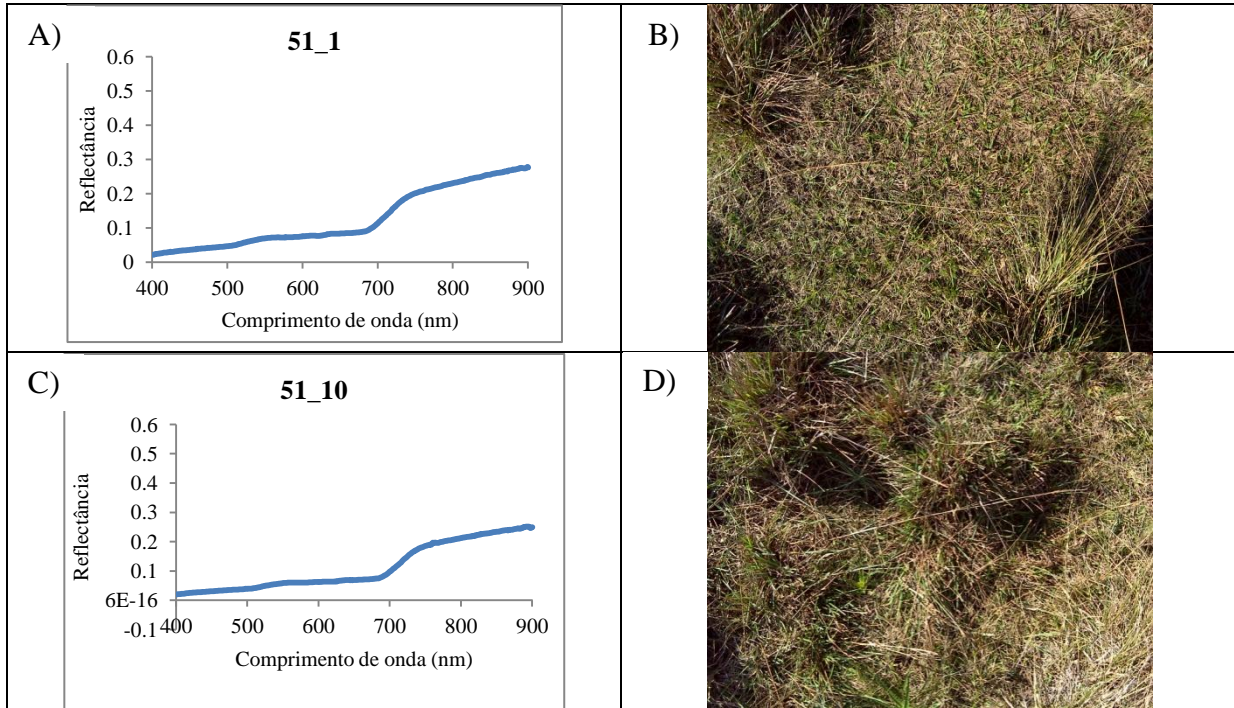 A)
51_1
Reflectância
0.6
0.5
0.4
0.3
0.2
0.1
0
400 500 600 700 800 900
Comprimento de onda (nm)
B)
C)
51_10
Reflectância
0.6
0.5
0.4
0.3
0.2
0.1
6E-16
-0.1
400 500 600 700 800 900
Comprimento de onda (nm)
D)